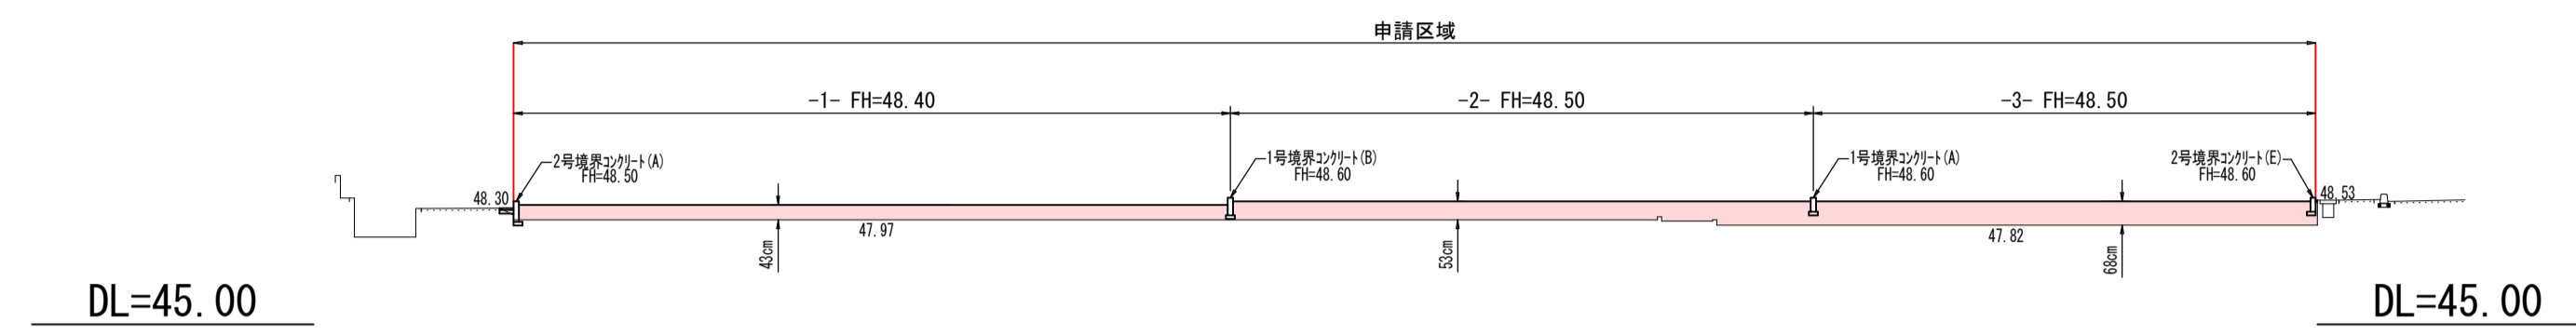 申請区域
-1- FH=48.40
-2- FH=48.50
-3- FH=48.50
2号境界コンクリート(A)
FH=48.50
1号境界コンクリート(B)
FH=48.60
1号境界コンクリート(A)
FH=48.60
2号境界コンクリート(E)
FH=48.60
48.30
48.53
47.97
47.82
43cm
53cm
68cm
DL=45.00
DL=45.00